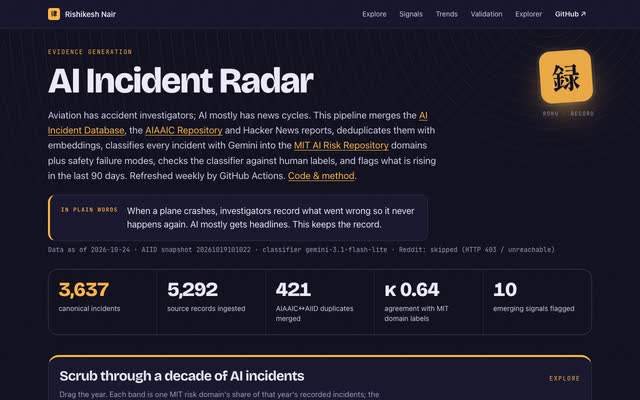 録 Rishikesh Nair
Explore Signals Trends Validation Explorer GitHub ↗
EVIDENCE GENERATION
AI Incident Radar
Aviation has accident investigators; AI mostly has news cycles. This pipeline merges the AI
Incident Database, the AIAAIC Repository and Hacker News reports, deduplicates them with
embeddings, classifies every incident with Gemini into the MIT AI Risk Repository domains
plus safety failure modes, checks the classifier against human labels, and flags what is rising
in the last 90 days. Refreshed weekly by GitHub Actions. Code & method.
録
ROKU · RECORD
IN PLAIN WORDS
When a plane crashes, investigators record what went wrong so it never
happens again. AI mostly gets headlines. This keeps the record.
Data as of 2026-10-24 · AIID snapshot 20261019101022 · classifier gemini-3.1-flash-lite · Reddit: skipped (HTTP 403 / unreachable)
3,637
canonical incidents
5,292
source records ingested
421
AIAAIC↔AIID duplicates
merged
κ 0.64
agreement with MIT
domain labels
10
emerging signals flagged
Scrub through a decade of AI incidents
EXPLORE
Drag the year. Each band is one MIT risk domain's share of that year's recorded incidents; the